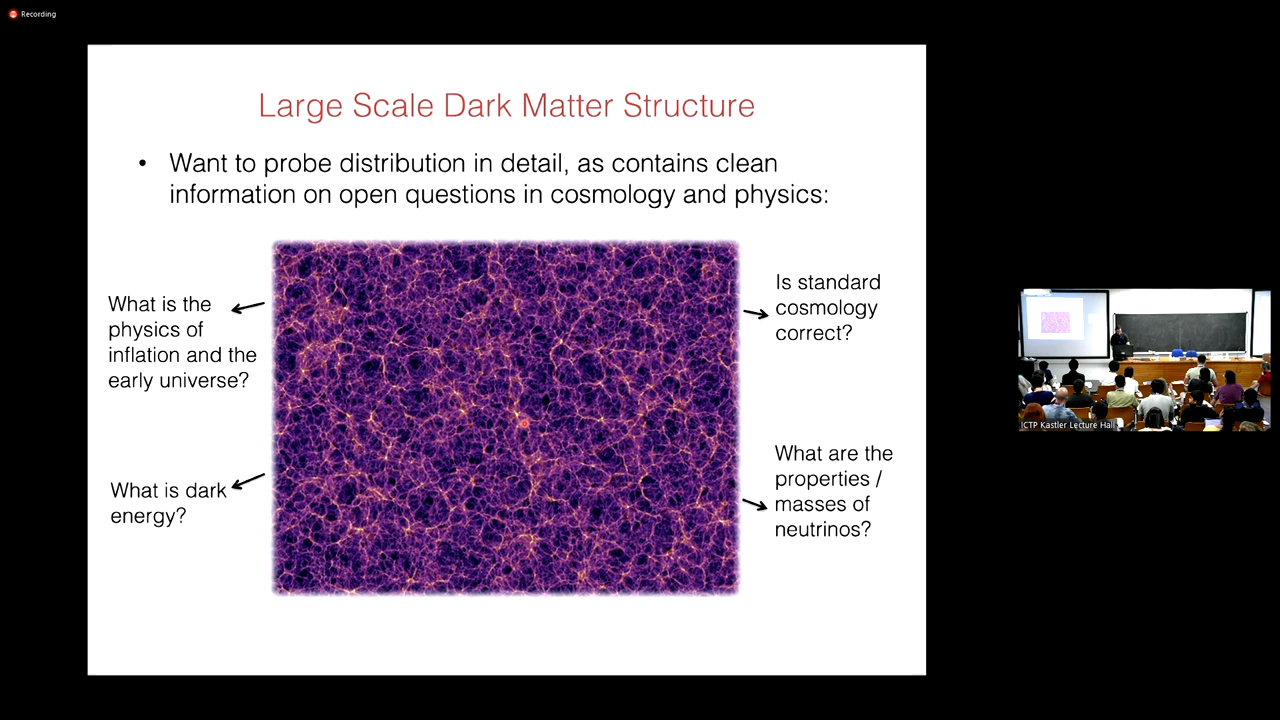 Recording
Large Scale Dark Matter Structure
• Want to probe distribution in detail, as contains clean
information on open questions in cosmology and physics:
What is the
physics of
inflation and the
early universe?
What is dark
energy?
Is standard
cosmology
correct?
What are the
properties /
masses of
neutrinos?
ICTP Kastler Lecture Hall